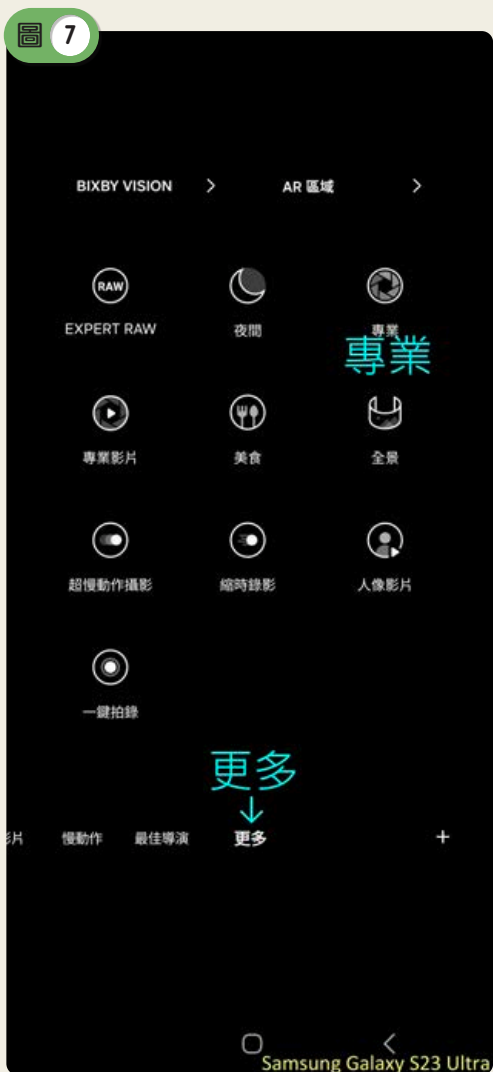 圖 7
BIXBY VISION > AR 區域 >
RAW
EXPERT RAW 夜間 專業
專業
專業影片 美食 全景
超慢動作攝影 縮時錄影 人像影片
一鍵拍錄
更多
↓
片 慢動作 最佳導演 更多 +
Samsung Galaxy S23 Ultra